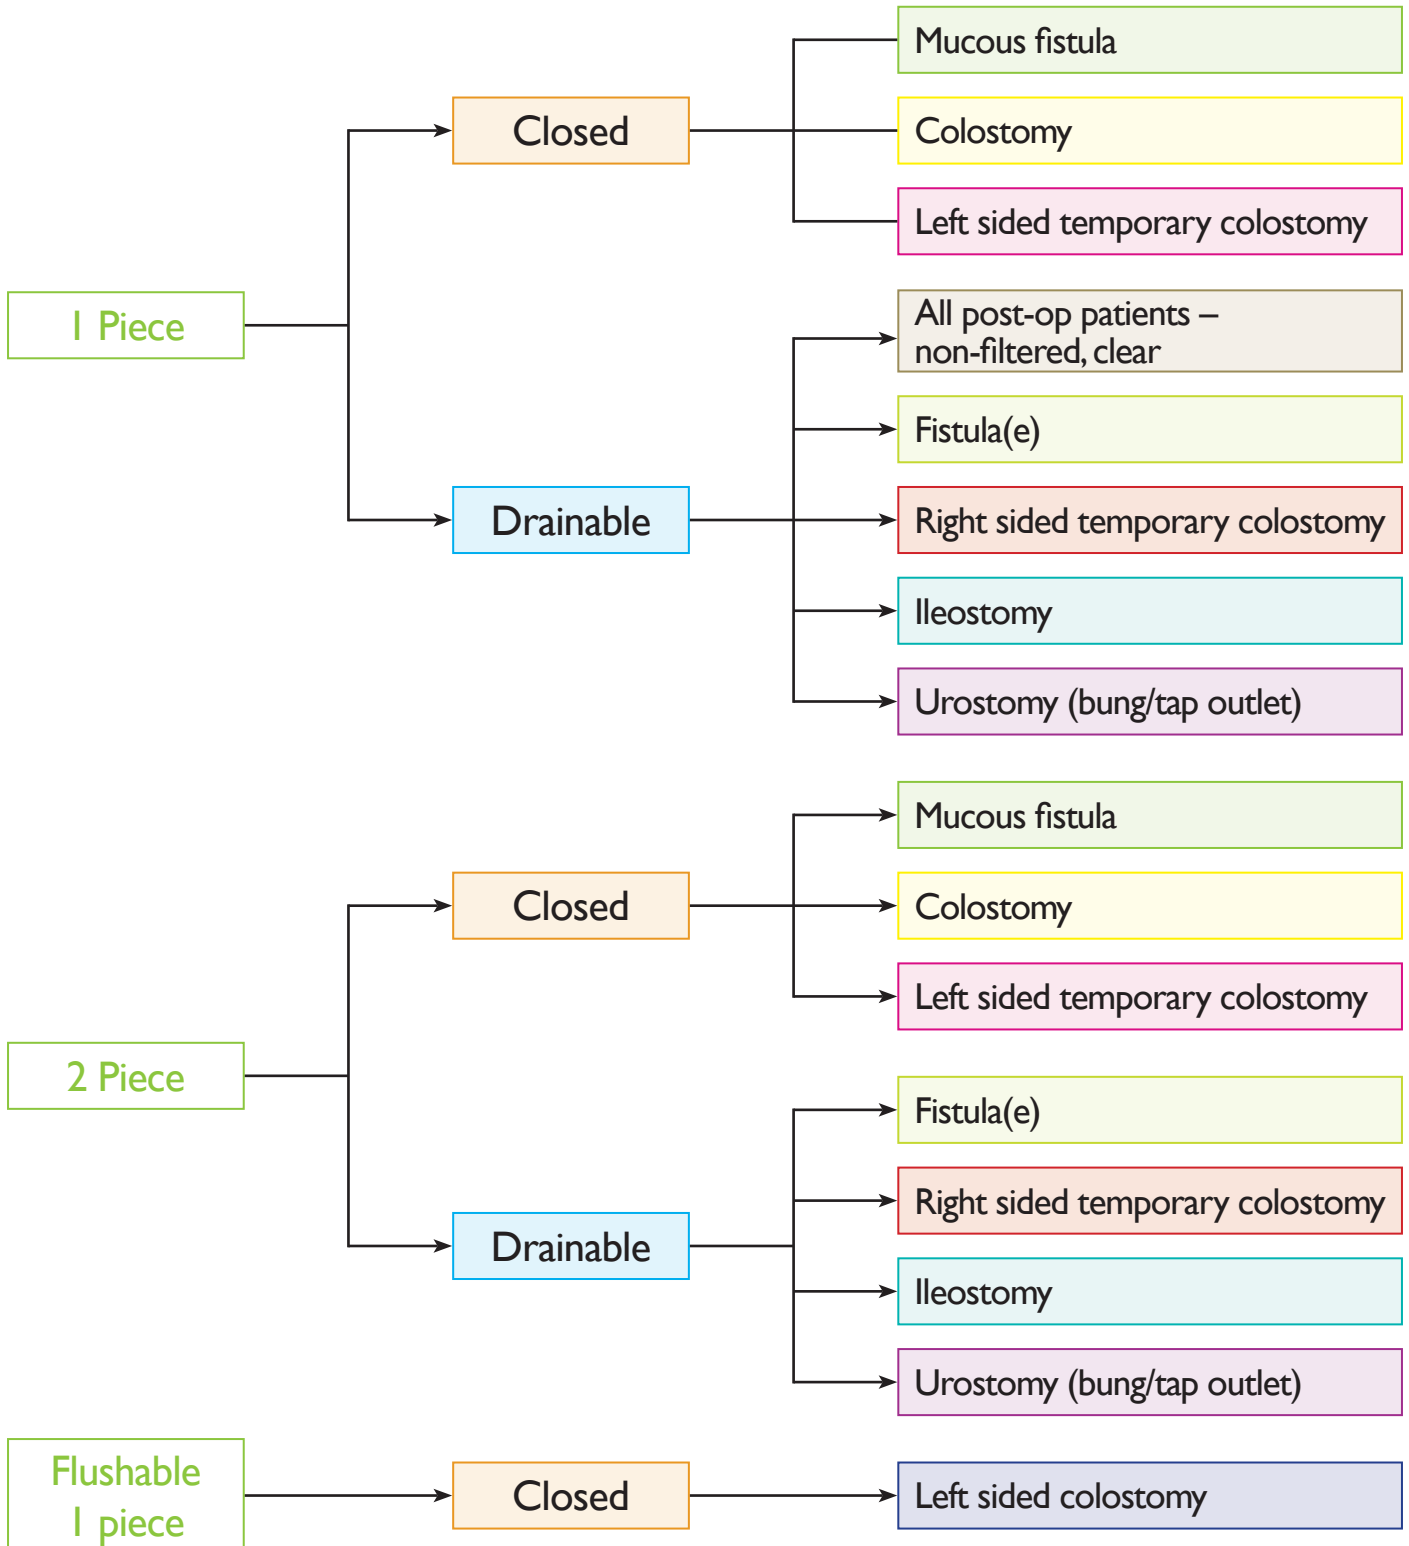 1 Piece
Closed
Mucous fistula
Colostomy
Left sided temporary colostomy
Drainable
All post-op patients –
non-filtered, clear
Fistula(e)
Right sided temporary colostomy
Ileostomy
Urostomy (bung/tap outlet)
2 Piece
Closed
Mucous fistula
Colostomy
Left sided temporary colostomy
Drainable
Fistula(e)
Right sided temporary colostomy
Ileostomy
Urostomy (bung/tap outlet)
Flushable
1 piece
Closed
Left sided colostomy